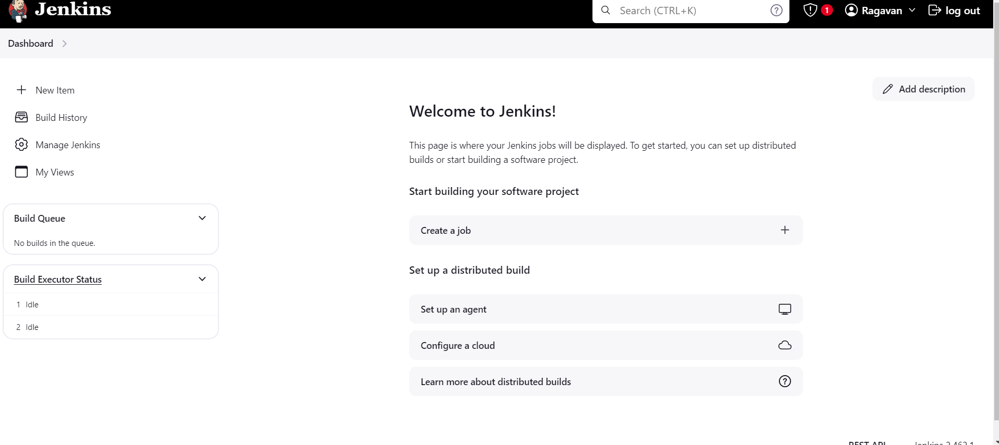 Jenkins
Search (CTRL+K)
1
Ragavan
log out
Dashboard
New Item
Build History
Manage Jenkins
My Views
Build Queue
No builds in the queue.
Build Executor Status
1 Idle
2 Idle
Add description
Welcome to Jenkins!
This page is where your Jenkins jobs will be displayed. To get started, you can set up distributed
builds or start building a software project.
Start building your software project
Create a job
Set up a distributed build
Set up an agent
Configure a cloud
Learn more about distributed builds
REST API
Jenkins 2.462.1